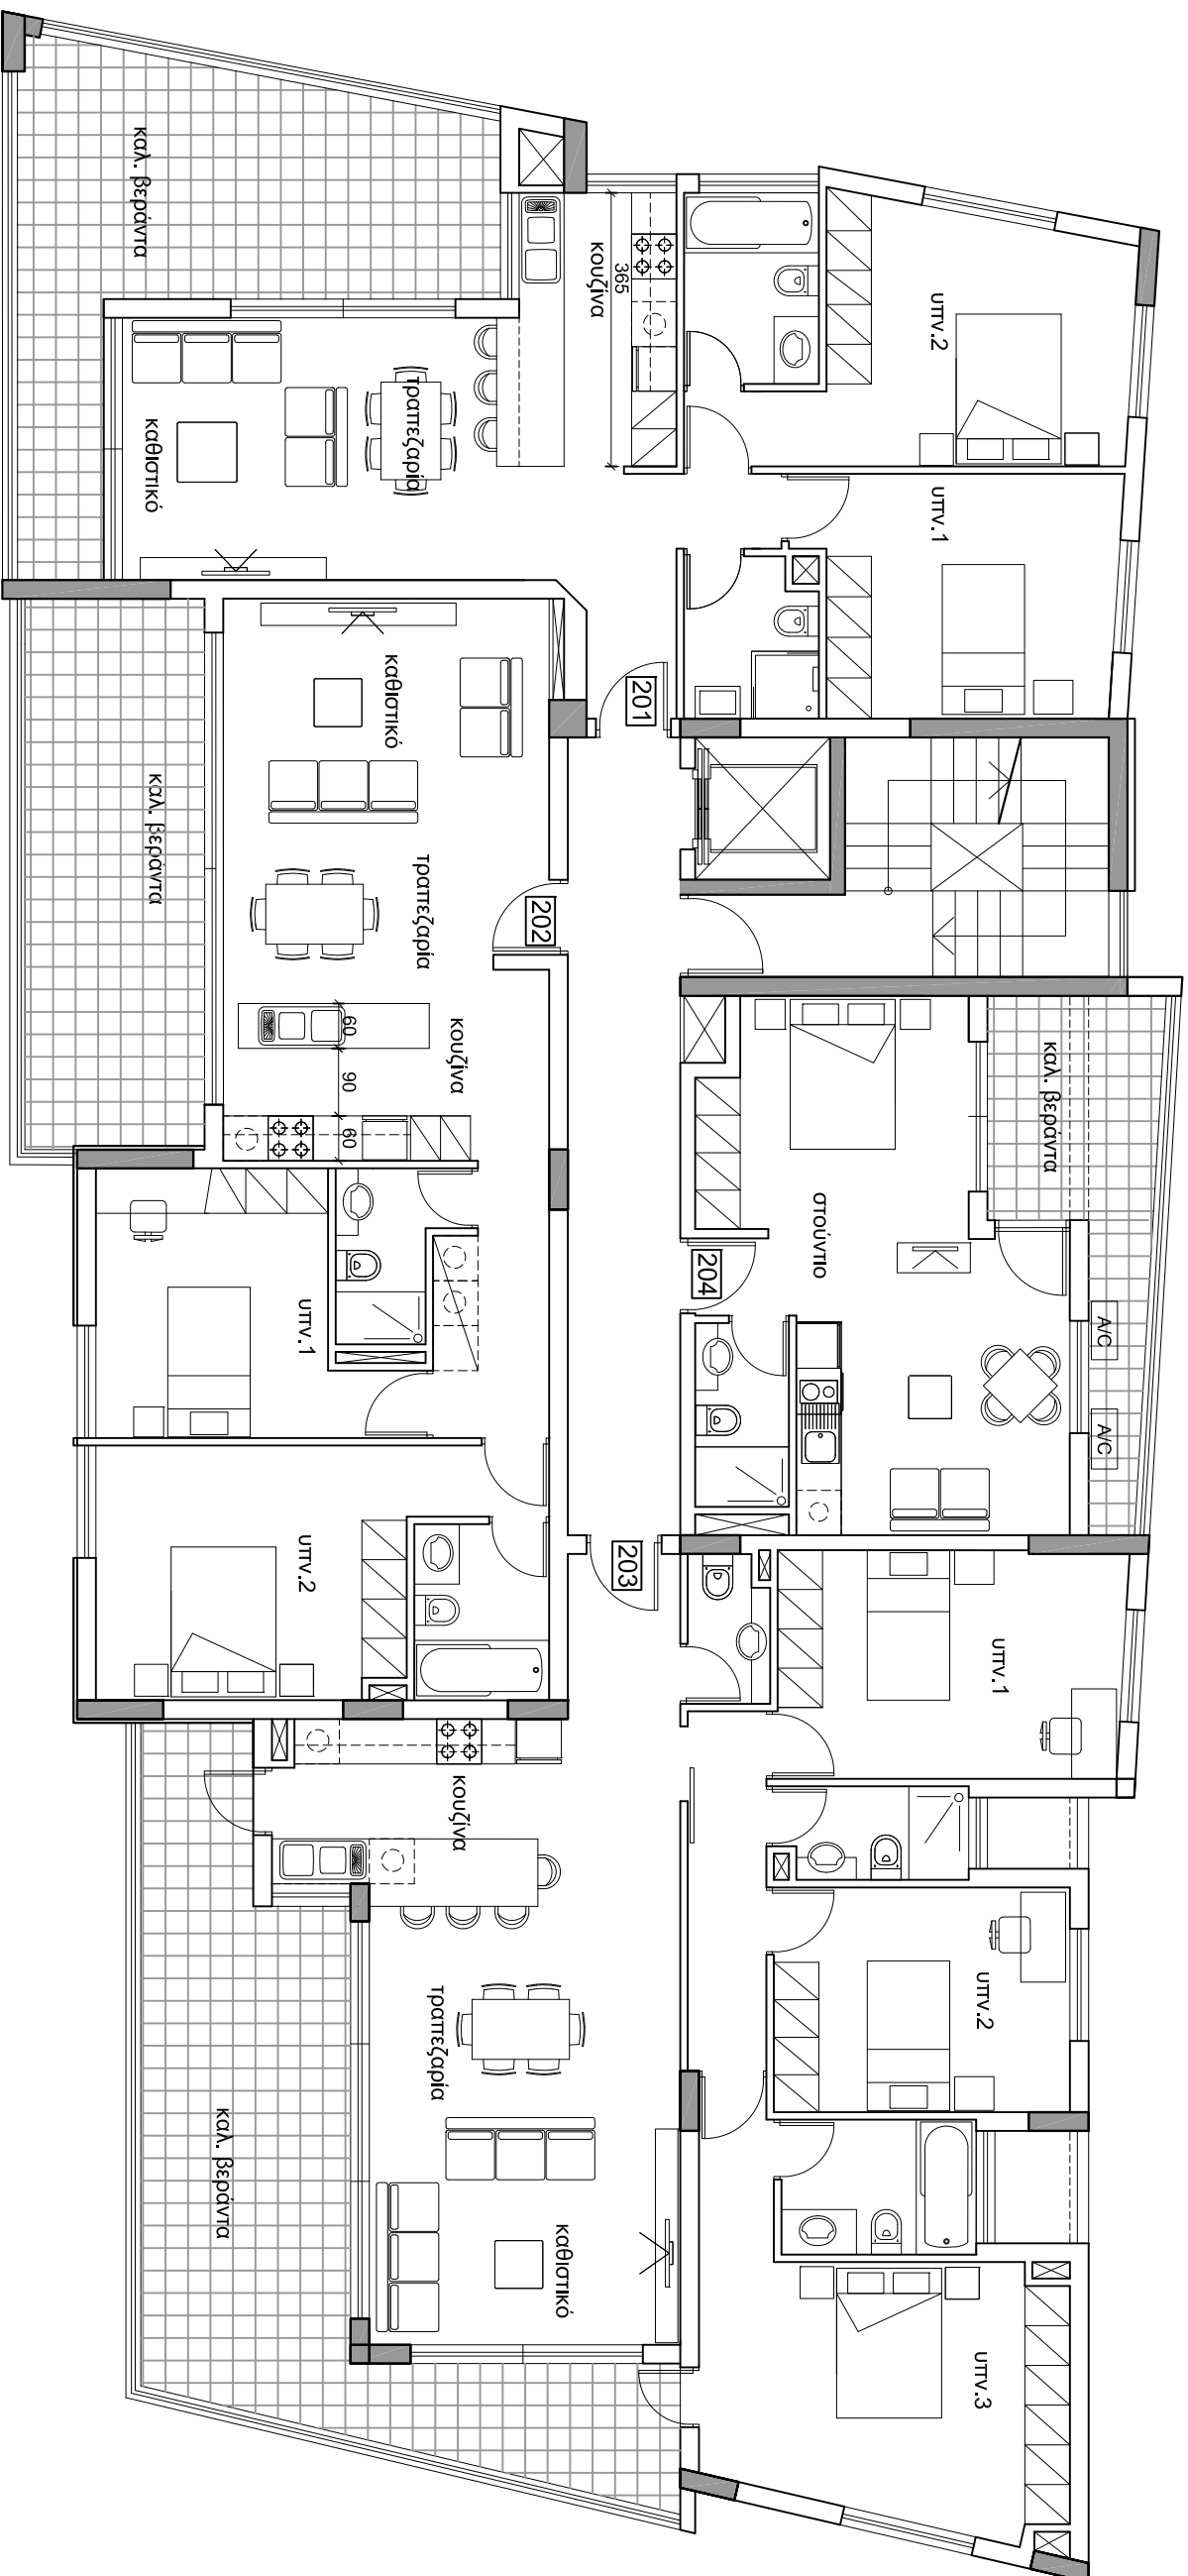 καλ. βεράντα
κουζίνα
365
υπν.2
τραπεζαρία
καθιστικό
υπν.1
201
καθιστικό
καλ. βεράντα
τραπεζαρία
202
κουζίνα
60
90
60
καλ. βεράντα
στούντιο
204
A/C
A/C
υπν.1
υπν.2
203
υπν.1
κουζίνα
υπν.2
τραπεζαρία
καλ. βεράντα
καθιστικό
υπν.3